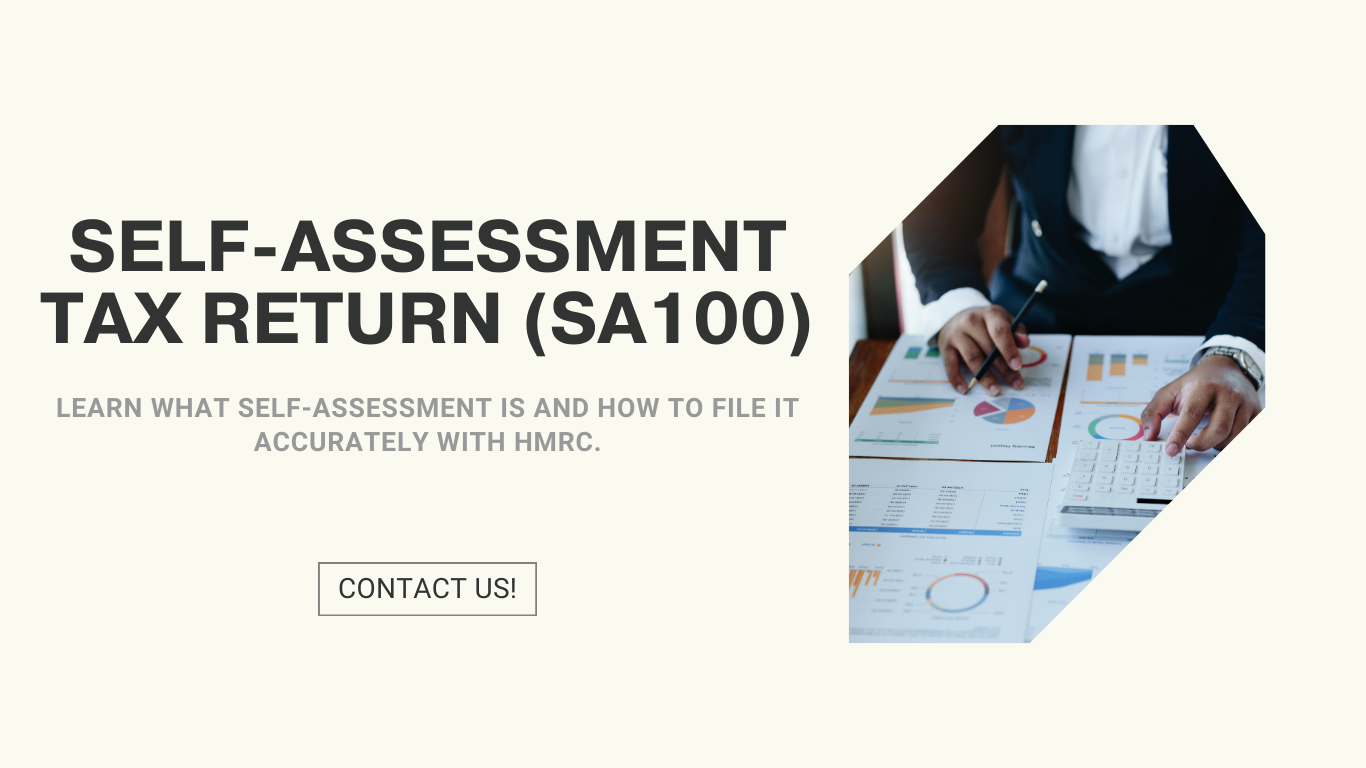 SELF-ASSESSMENT
TAX RETURN (SA100)
LEARN WHAT SELF-ASSESSMENT IS AND HOW TO FILE IT
ACCURATELY WITH HMRC.
CONTACT US!